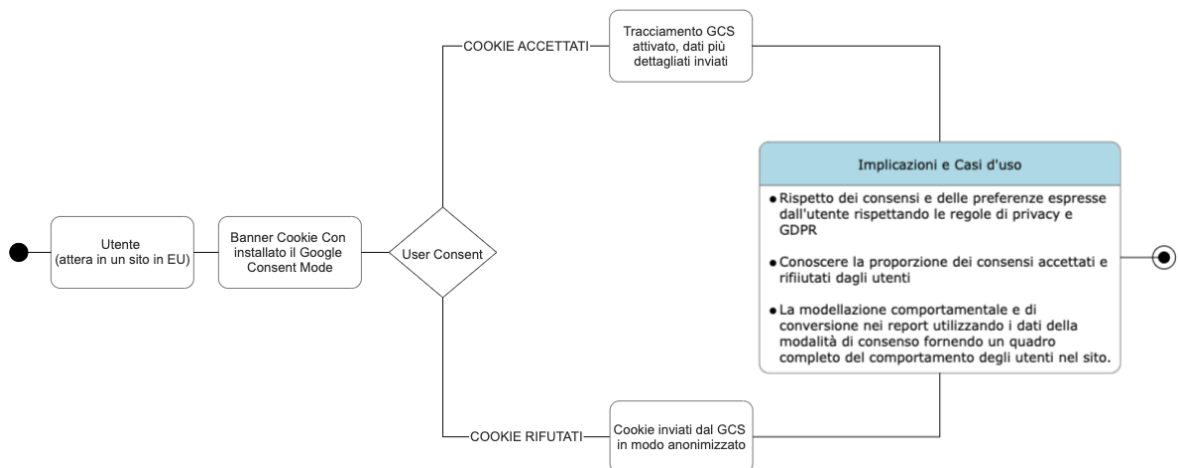 Utente
(attera in un sito in EU)
Banner Cookie Con
installato il Google
Consent Mode
User Consent
COOKIE ACCETTATI
Tracciamento GCS
attivato, dati più
dettagliati inviati
COOKIE RIFUTATI
Cookie inviati dal GCS
in modo anonimizzato
Implicazioni e Casi d'uso
● Rispetto dei consensi e delle preferenze espresse
dall'utente rispettando le regole di privacy e
GDPR
● Conoscere la proporzione dei consensi accettati e
rifiiutati dagli utenti
● La modellazione comportamentale e di
conversione nei report utilizzando i dati della
modalità di consenso fornendo un quadro
completo del comportamento degli utenti nel sito.